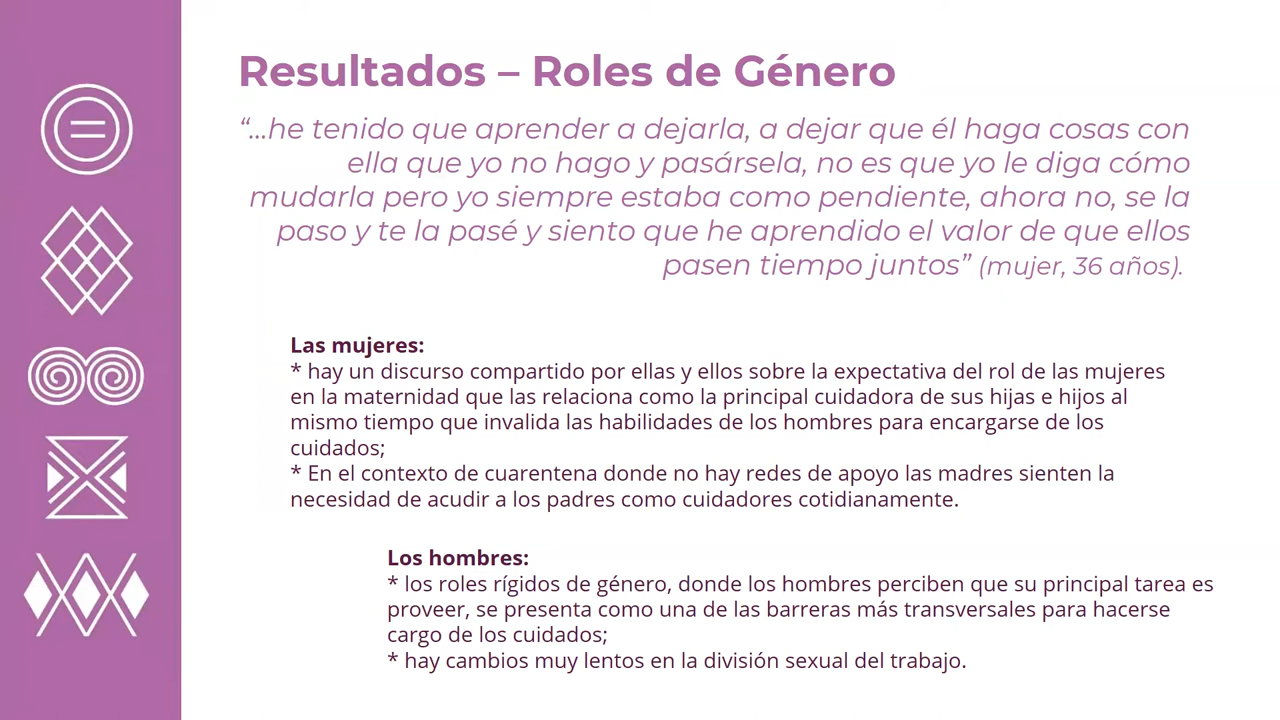 Resultados – Roles de Género
“...he tenido que aprender a dejarla, a dejar que él haga cosas con
ella que yo no hago y pasársela, no es que yo le diga cómo
mudarla pero yo siempre estaba como pendiente, ahora no, se la
paso y te la pasé y siento que he aprendido el valor de que ellos
pasen tiempo juntos” (mujer, 36 años).
Las mujeres:
* hay un discurso compartido por ellas y ellos sobre la expectativa del rol de las mujeres
en la maternidad que las relaciona como la principal cuidadora de sus hijas e hijos al
mismo tiempo que invalida las habilidades de los hombres para encargarse de los
cuidados;
* En el contexto de cuarentena donde no hay redes de apoyo las madres sienten la
necesidad de acudir a los padres como cuidadores cotidianamente.
Los hombres:
* los roles rígidos de género, donde los hombres perciben que su principal tarea es
proveer, se presenta como una de las barreras más transversales para hacerse
cargo de los cuidados;
* hay cambios muy lentos en la división sexual del trabajo.